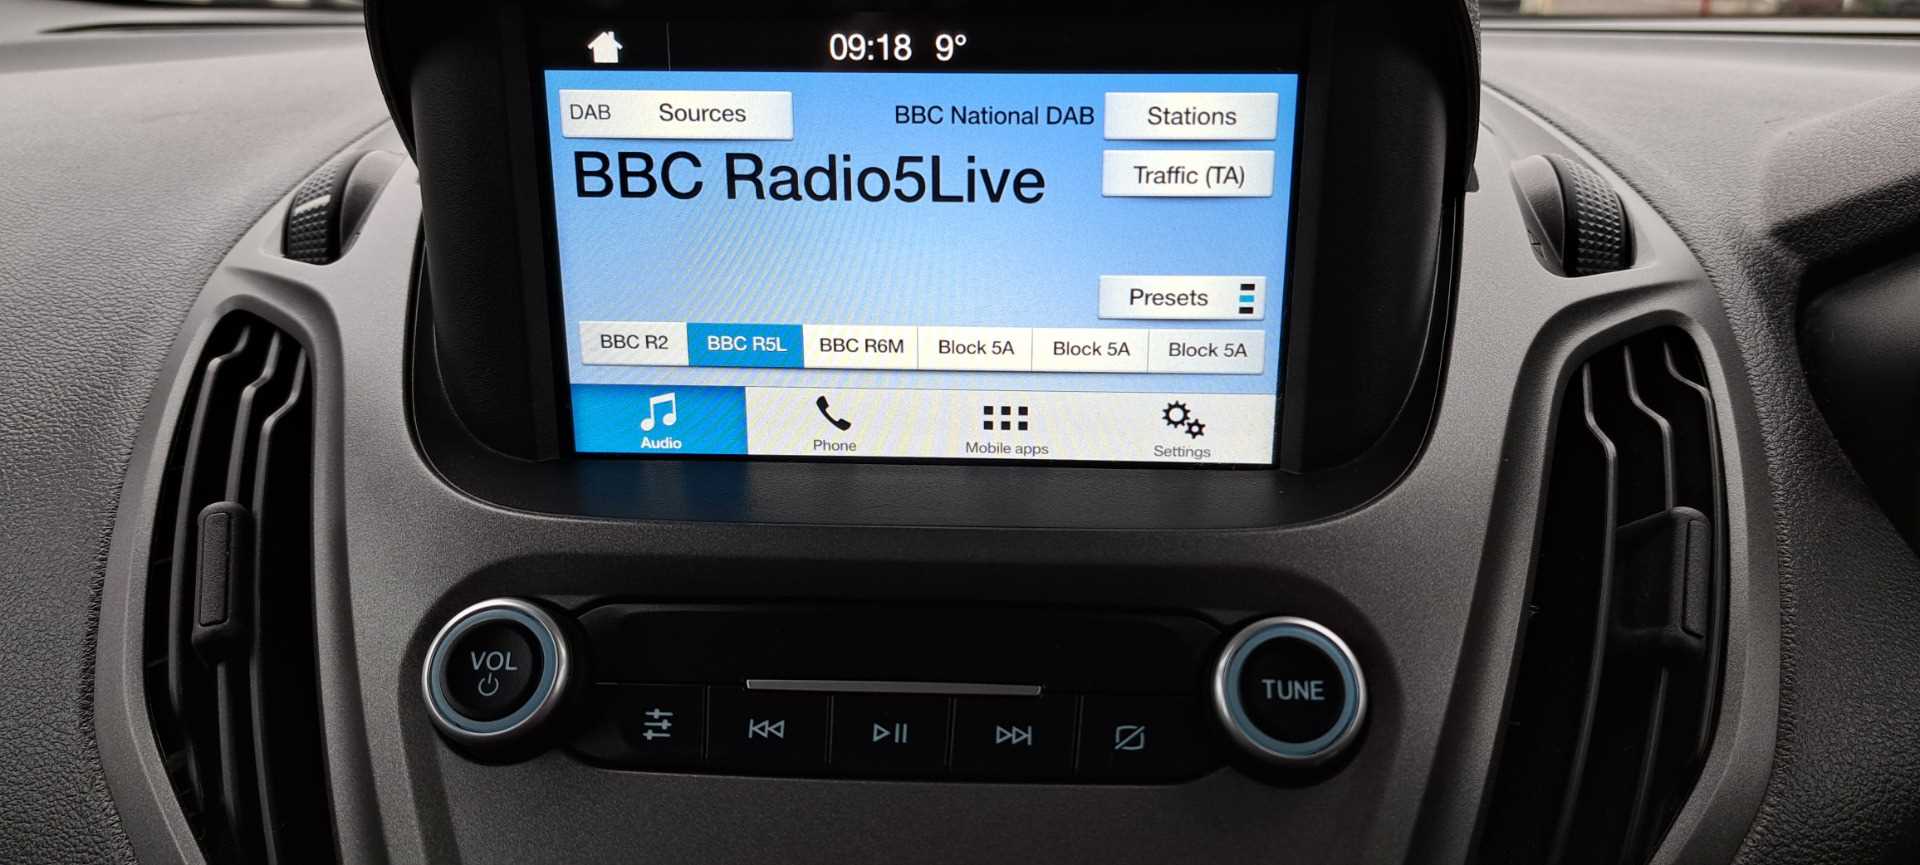 09:18 9°
DAB Sources
BBC National DAB
Stations
BBC Radio5Live
Traffic (TA)
Presets
BBC R2
BBC R5L
BBC R6M
Block 5A
Block 5A
Block 5A
Audio
Phone
Mobile apps
Settings
VOL
TUNE